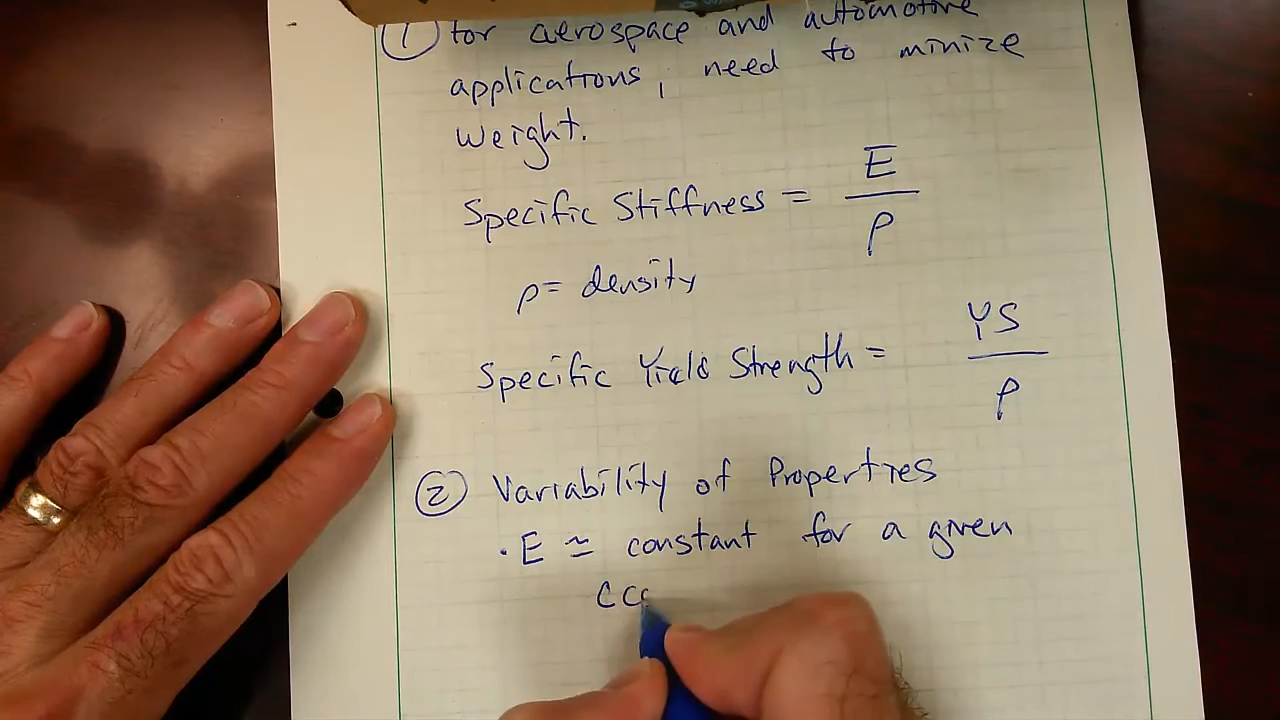 ① for aerospace and automotive
applications, need to minize
weight.
Specific Stiffness = E/ρ
ρ = density
Specific Yield Strength = YS/ρ
② Variability of Properties
· E ≃ constant for a given